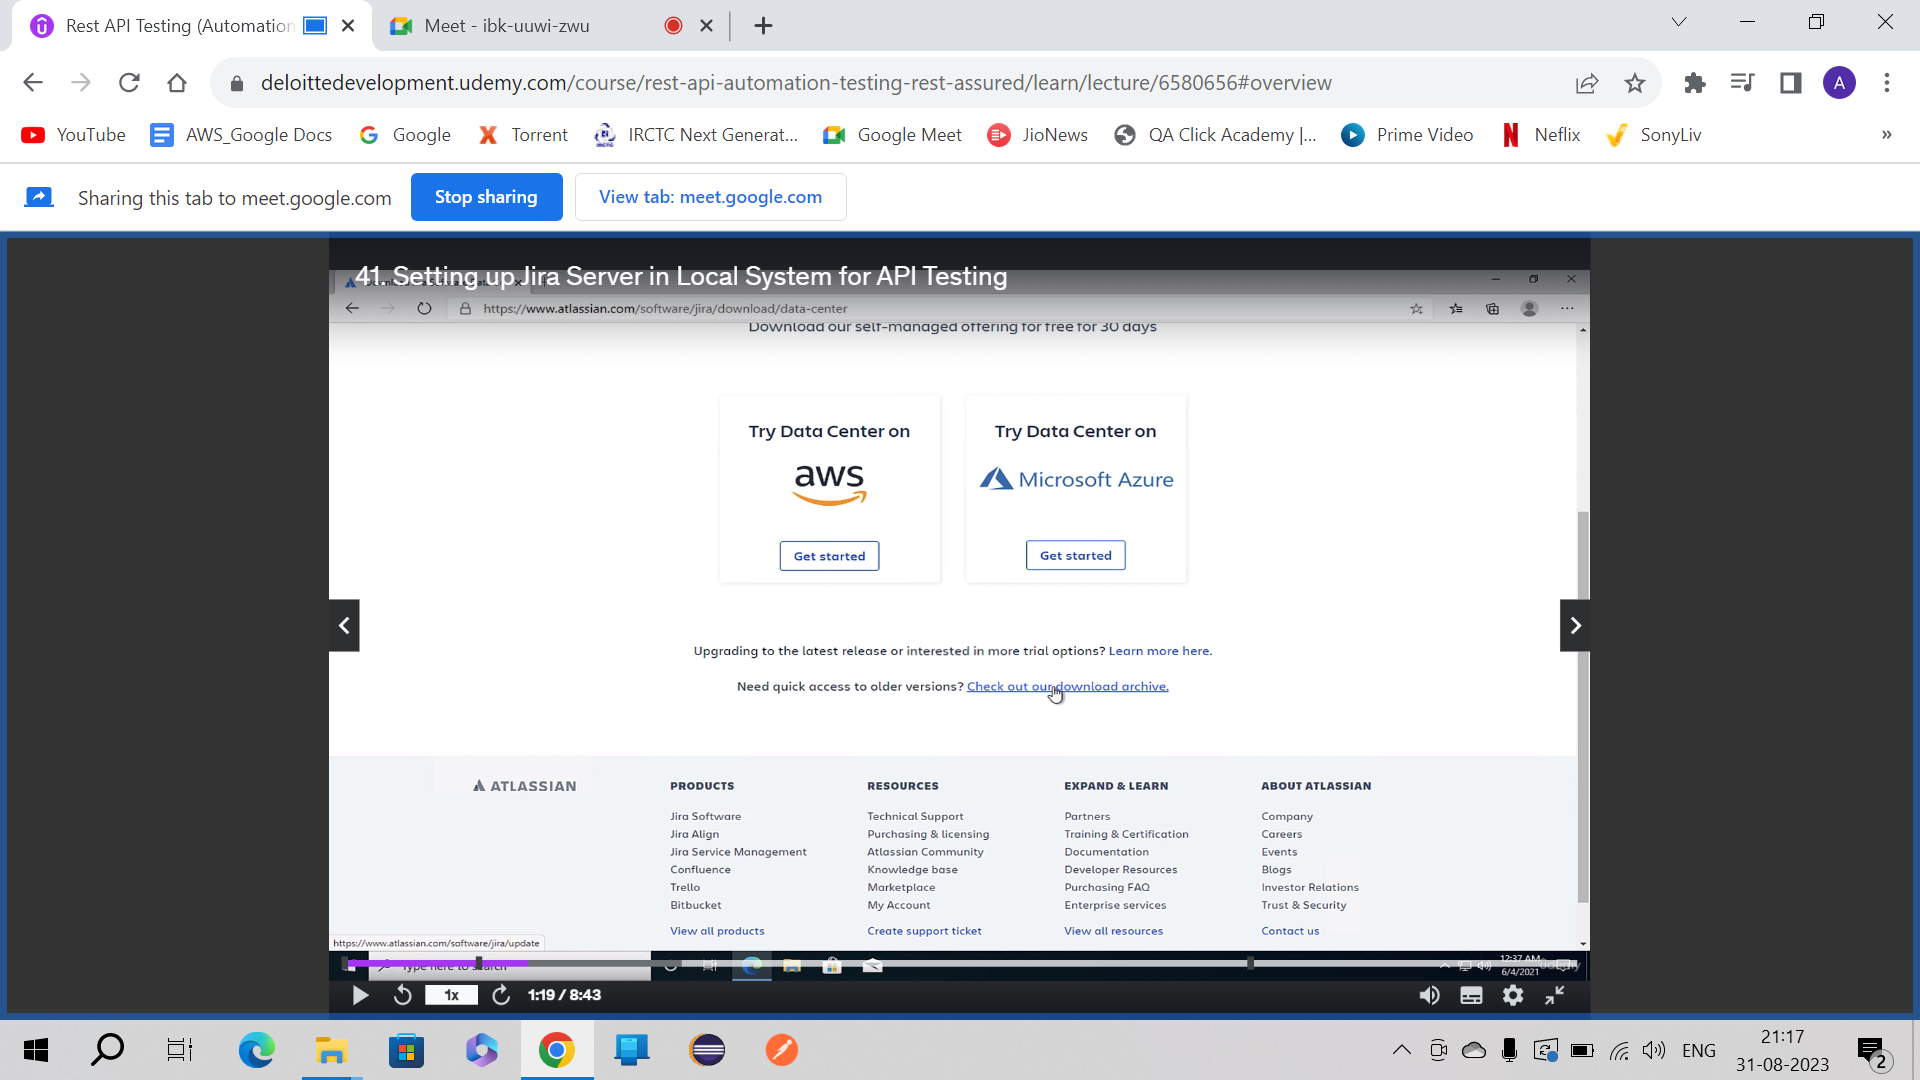 Rest API Testing (Automation
Meet - ibk-uuwi-zwu
deloittedevelopment.udemy.com/course/rest-api-automation-testing-rest-assured/learn/lecture/6580656#overview
A
YouTube
AWS_Google Docs
Google
Torrent
IRCTC Next Generat...
Google Meet
JioNews
QA Click Academy |...
Prime Video
Neflix
SonyLiv
»
Sharing this tab to meet.google.com
Stop sharing
View tab: meet.google.com
41. Setting up Jira Server in Local System for API Testing
https://www.atlassian.com/software/jira/download/data-center
Download our self-managed offering for free for 30 days
Try Data Center on
aws
Get started
Try Data Center on
Microsoft Azure
Get started
Upgrading to the latest release or interested in more trial options? Learn more here.
Need quick access to older versions? Check out our download archive.
ATLASSIAN
PRODUCTS
Jira Software
Jira Align
Jira Service Management
Confluence
Trello
Bitbucket
View all products
RESOURCES
Technical Support
Purchasing & licensing
Atlassian Community
Knowledge base
Marketplace
My Account
Create support ticket
EXPAND & LEARN
Partners
Training & Certification
Documentation
Developer Resources
Purchasing FAQ
Enterprise services
View all resources
ABOUT ATLASSIAN
Company
Careers
Events
Blogs
Investor Relations
Trust & Security
Contact us
https://www.atlassian.com/software/jira/update
Type here to search
12:37 AM
6/4/2021
1x
1:19 / 8:43
ENG
21:17
31-08-2023
2